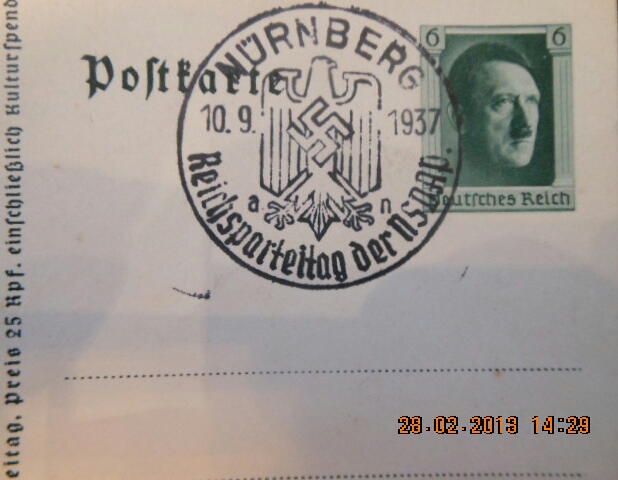 Postkarte
NÜRNBERG
10.9. 1937
a n
Reichsparteitag der NSDAP.
6 6
Deutsches Reich
eitag, Preis 25 Rpf. einschließlich Kulturspend
28.02.2013 14:29